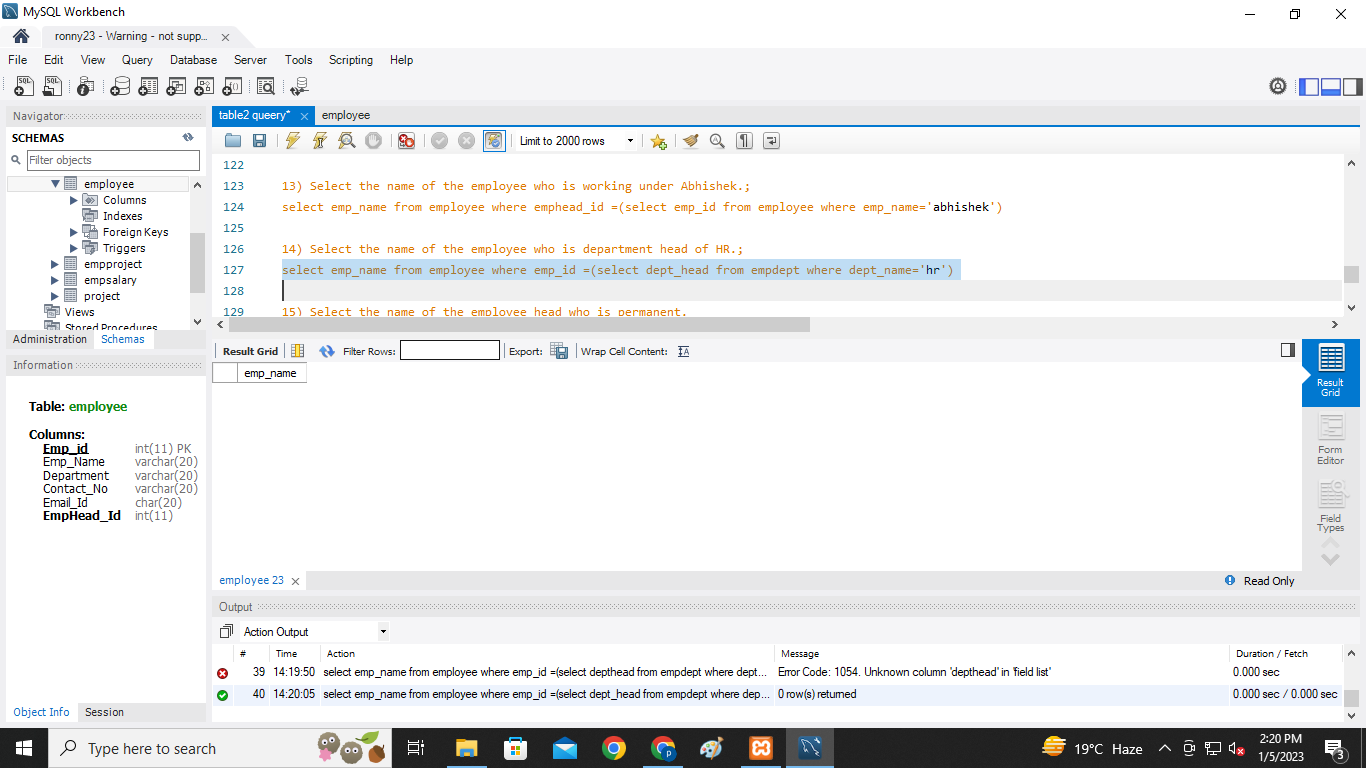 MySQL Workbench
ronny23 - Warning - not supp...
File Edit View Query Database Server Tools Scripting Help
Navigator
SCHEMAS
Filter objects
employee
Columns
Indexes
Foreign Keys
Triggers
empproject
empsalary
project
Views
Stored Procedures
Administration Schemas
Information
Table: employee
Columns:
Emp_id int(11) PK
Emp_Name varchar(20)
Department varchar(20)
Contact_No varchar(20)
Email_Id char(20)
EmpHead_Id int(11)
Object Info Session
table2 queery* employee
Limit to 2000 rows
122
123 13) Select the name of the employee who is working under Abhishek.;
124 select emp_name from employee where emphead_id =(select emp_id from employee where emp_name='abhishek')
125
126 14) Select the name of the employee who is department head of HR.;
127 select emp_name from employee where emp_id =(select dept_head from empdept where dept_name='hr')
128
129 15) Select the name of the employee head who is permanent.
Result Grid Filter Rows: Export: Wrap Cell Content:
emp_name
Result Grid
Form Editor
Field Types
employee 23
Read Only
Output
Action Output
# Time Action Message Duration / Fetch
39 14:19:50 select emp_name from employee where emp_id =(select depthead from empdept where dept... Error Code: 1054. Unknown column 'depthead' in 'field list' 0.000 sec
40 14:20:05 select emp_name from employee where emp_id =(select dept_head from empdept where dep... 0 row(s) returned 0.000 sec / 0.000 sec
Type here to search
19°C Haze
2:20 PM
1/5/2023
3